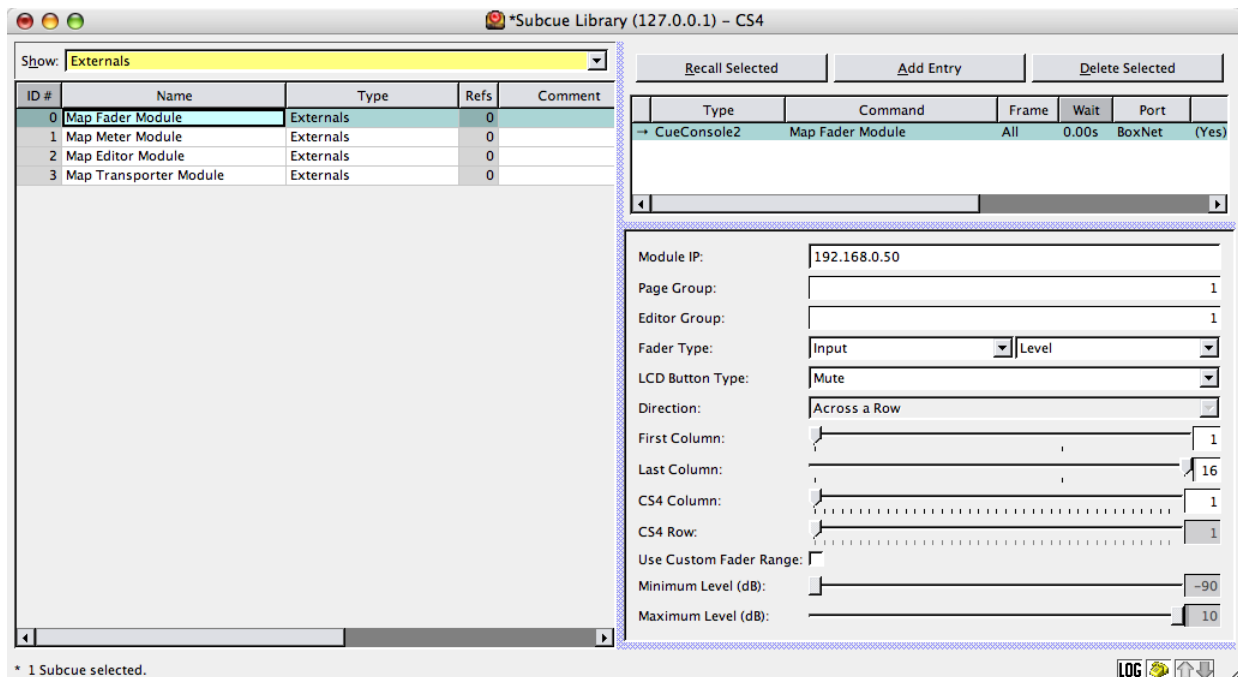 *Subcue Library (127.0.0.1) – CS4
Show: Externals
ID # Name Type Refs Comment
0 Map Fader Module Externals 0
1 Map Meter Module Externals 0
2 Map Editor Module Externals 0
3 Map Transporter Module Externals 0
Recall Selected Add Entry Delete Selected
Type Command Frame Wait Port
→ CueConsole2 Map Fader Module All 0.00s BoxNet (Yes)
Module IP: 192.168.0.50
Page Group: 1
Editor Group: 1
Fader Type: Input Level
LCD Button Type: Mute
Direction: Across a Row
First Column: 1
Last Column: 16
CS4 Column: 1
CS4 Row: 1
Use Custom Fader Range:
Minimum Level (dB): -90
Maximum Level (dB): 10
* 1 Subcue selected.
LOG